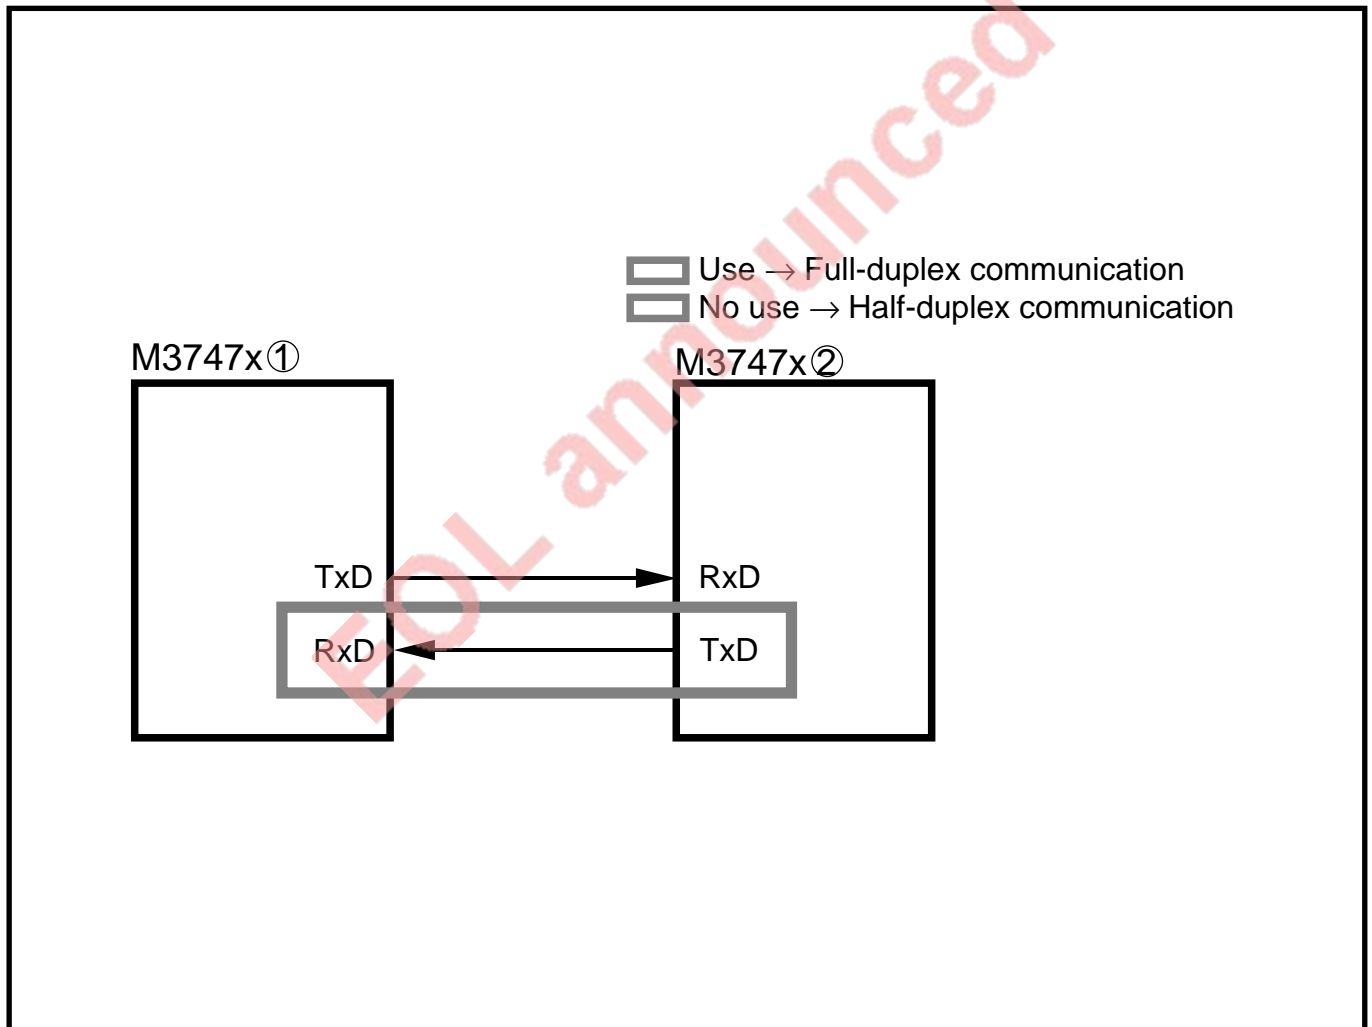 EOL announced
Use → Full-duplex communication
No use → Half-duplex communication
M3747x①
M3747x②
TxD
RxD
RxD
TxD